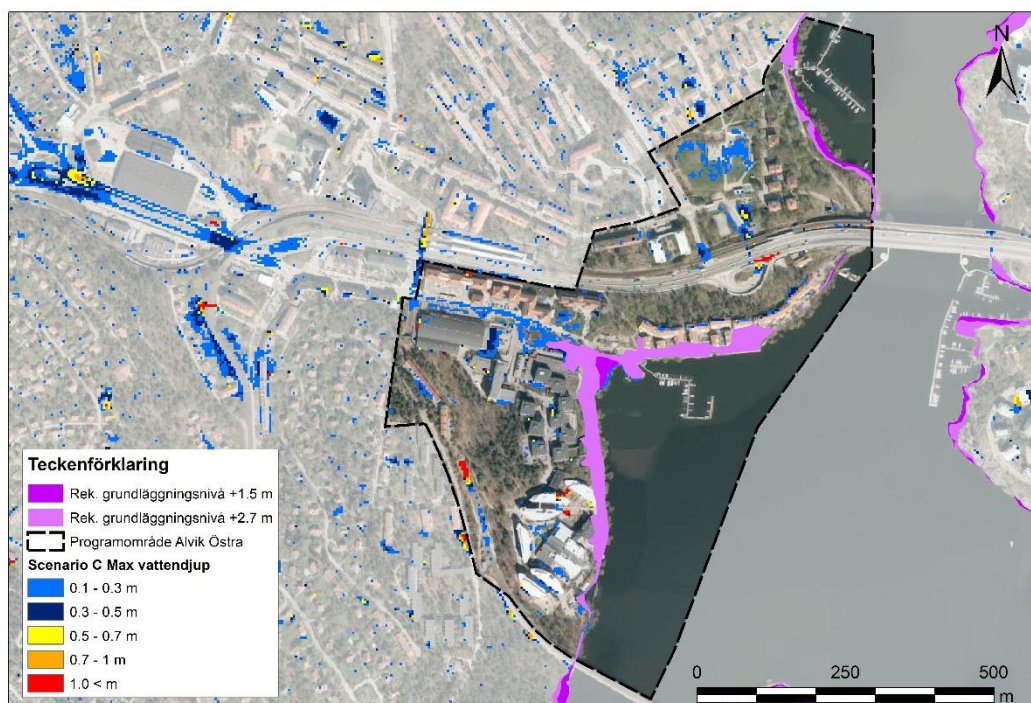 N
Teckenförklaring
Rek. grundläggningsnivå +1.5 m
Rek. grundläggningsnivå +2.7 m
Programområde Alvik Östra
Scenario C Max vattendjup
0.1 - 0.3 m
0.3 - 0.5 m
0.5 - 0.7 m
0.7 - 1 m
1.0 < m
0 250 500
m